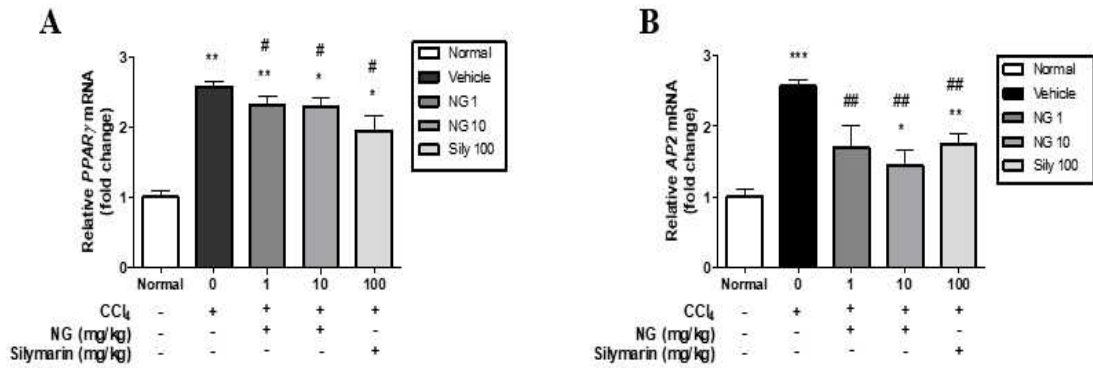 A
Relative PPARγ mRNA
(fold change)
3
2
1
0
**
#
**
#
*
#
*
Normal
Vehicle
NG 1
NG 10
Sily 100
Normal 0 1 10 100
CCl4 - + + + +
NG (mg/kg) - - + + -
Silymarin (mg/kg) - - - - +
B
Relative AP2 mRNA
(fold change)
3
2
1
0
***
##
##
*
##
**
Normal
Vehicle
NG 1
NG 10
Sily 100
Normal 0 1 10 100
CCl4 - + + + +
NG (mg/kg) - - + + -
Silymarin (mg/kg) - - - - +